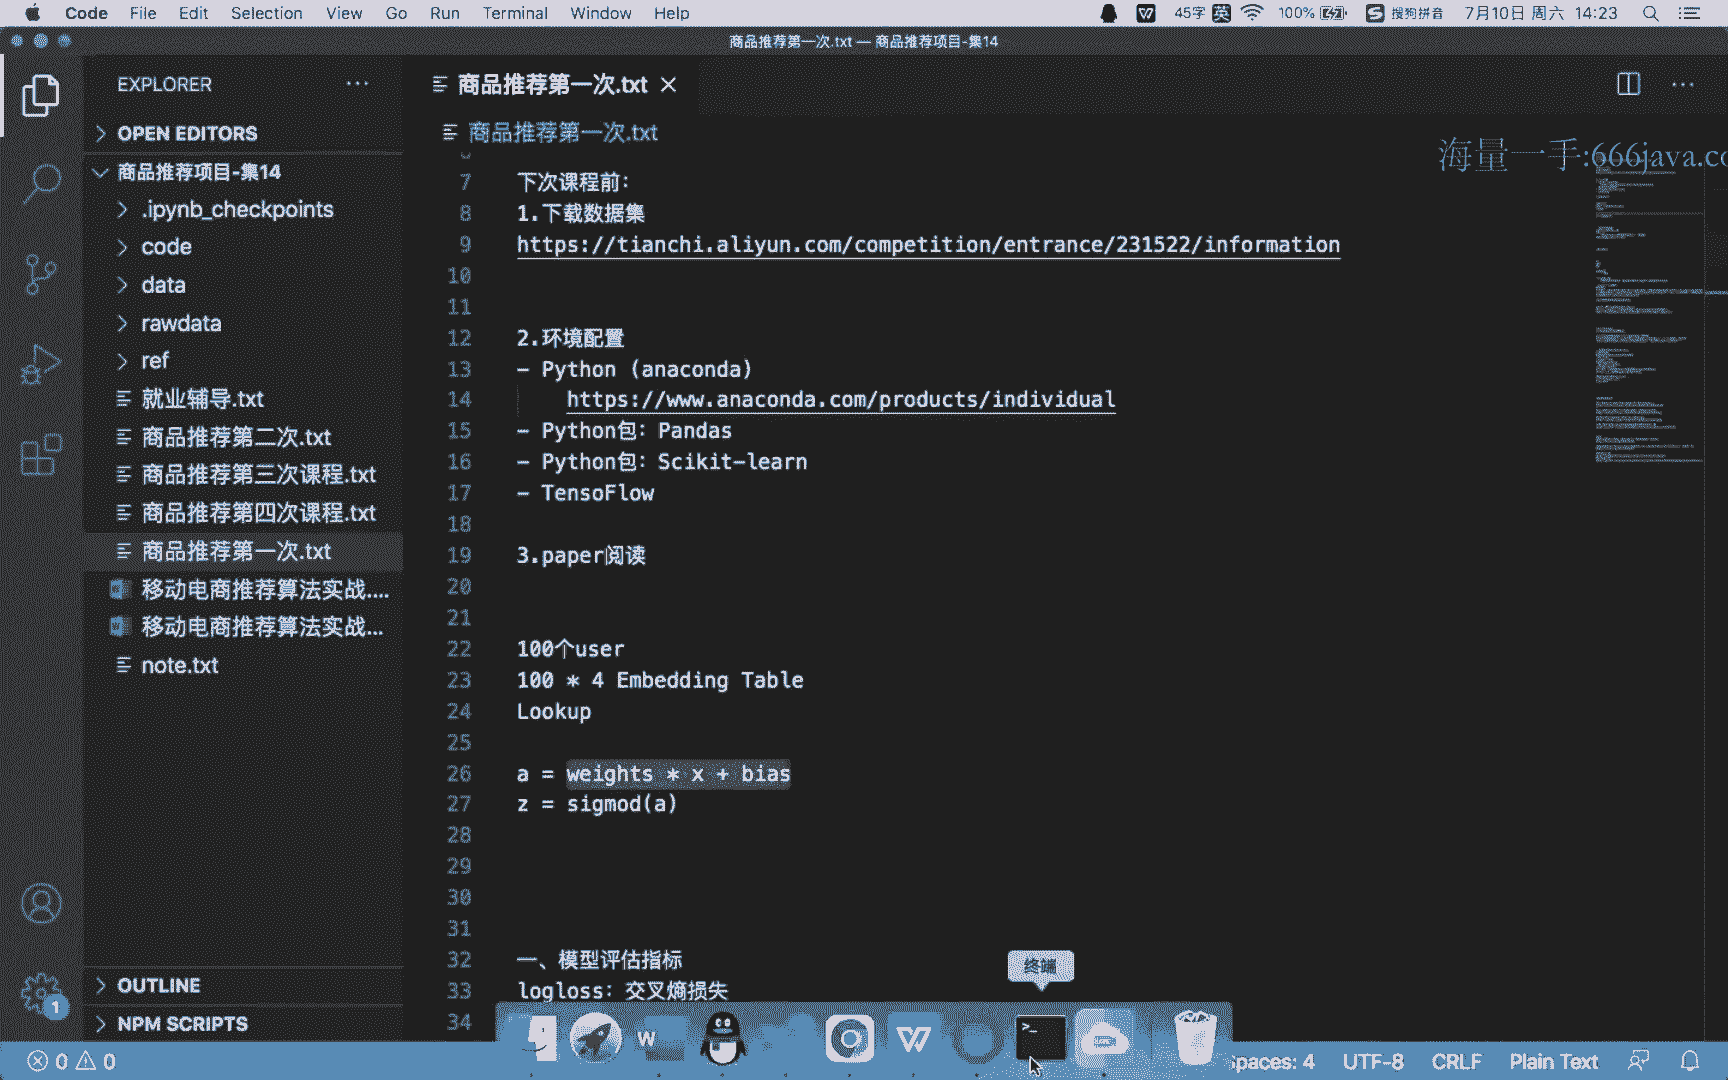 Code File Edit Selection View Go Run Terminal Window Help 45字 英 100% 搜狗拼音 7月10日 周六 14:23
商品推荐第一次.txt — 商品推荐项目-集14
EXPLORER
OPEN EDITORS
商品推荐项目-集14
.ipynb_checkpoints
code
data
rawdata
ref
就业辅导.txt
商品推荐第二次.txt
商品推荐第三次课程.txt
商品推荐第四次课程.txt
商品推荐第一次.txt
移动电商推荐算法实战....
移动电商推荐算法实战...
note.txt
OUTLINE
NPM SCRIPTS
商品推荐第一次.txt
商品推荐第一次.txt
海量一手:666java.co
7 下次课程前：
8 1.下载数据集
9 https://tianchi.aliyun.com/competition/entrance/231522/information
10
11
12 2.环境配置
13 - Python (anaconda)
14 https://www.anaconda.com/products/individual
15 - Python包：Pandas
16 - Python包：Scikit-learn
17 - TensoFlow
18
19 3.paper阅读
20
21
22 100个user
23 100 * 4 Embedding Table
24 Lookup
25
26 a = weights * x + bias
27 z = sigmod(a)
28
29
30
31
32 一、模型评估指标
33 logloss：交叉熵损失
34
终端
1
0 0 Spaces: 4 UTF-8 CRLF Plain Text